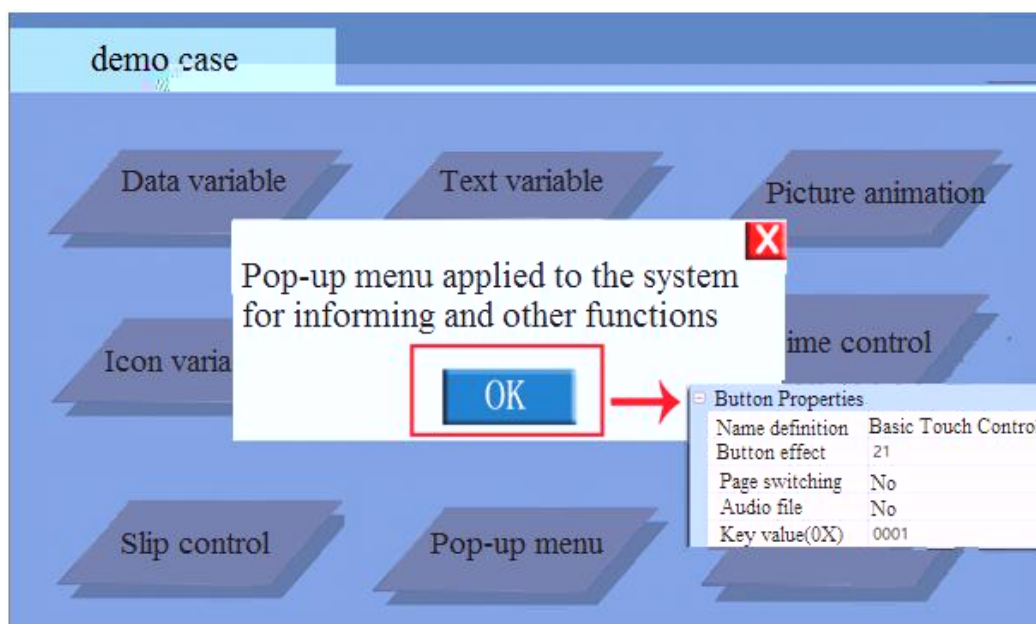 demo case
Data variable
Text variable
Picture animation
X
Pop-up menu applied to the system
for informing and other functions
Icon varia
ime control
OK
Button Properties
Name definition Basic Touch Contro
Button effect 21
Page switching No
Audio file No
Key value(0X) 0001
Slip control
Pop-up menu